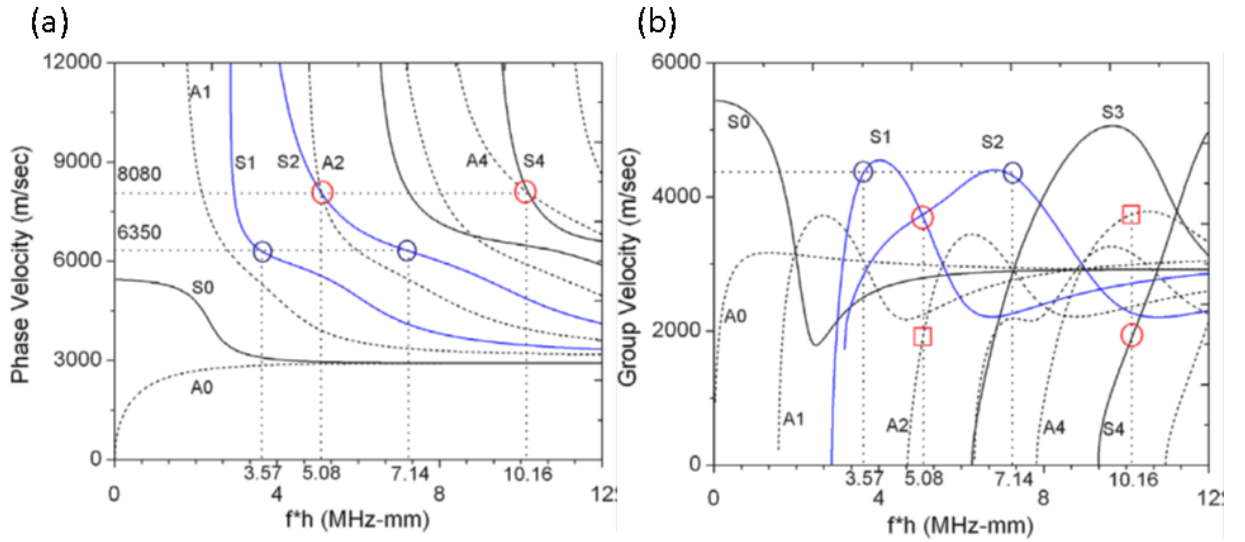 (a)
(b)
12000
9000
8080
6350
6000
3000
0
A1
S1
S2
A2
A4
S4
S0
A0
3.57
5.08
7.14
10.16
0
4
8
12
f*h (MHz-mm)
Phase Velocity (m/sec)
6000
4000
2000
0
S0
S1
S2
S3
A0
A1
A2
A4
S4
3.57
5.08
7.14
10.16
0
4
8
12
f*h (MHz-mm)
Group Velocity (m/sec)